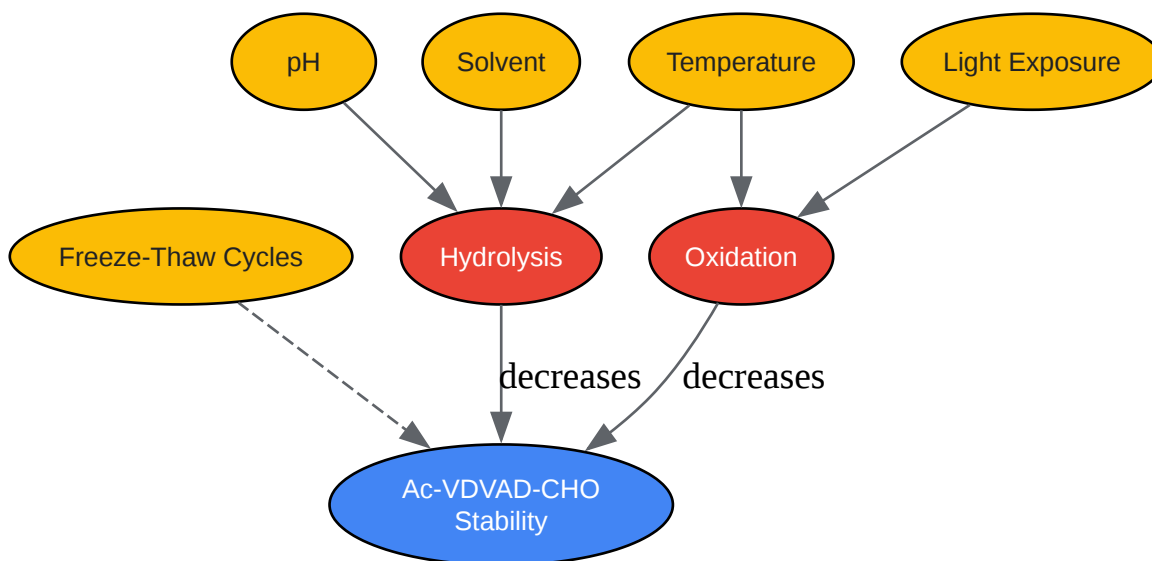 pH
Solvent
Temperature
Light Exposure
Freeze-Thaw Cycles
Hydrolysis
Oxidation
decreases
decreases
Ac-VDVAD-CHO
Stability